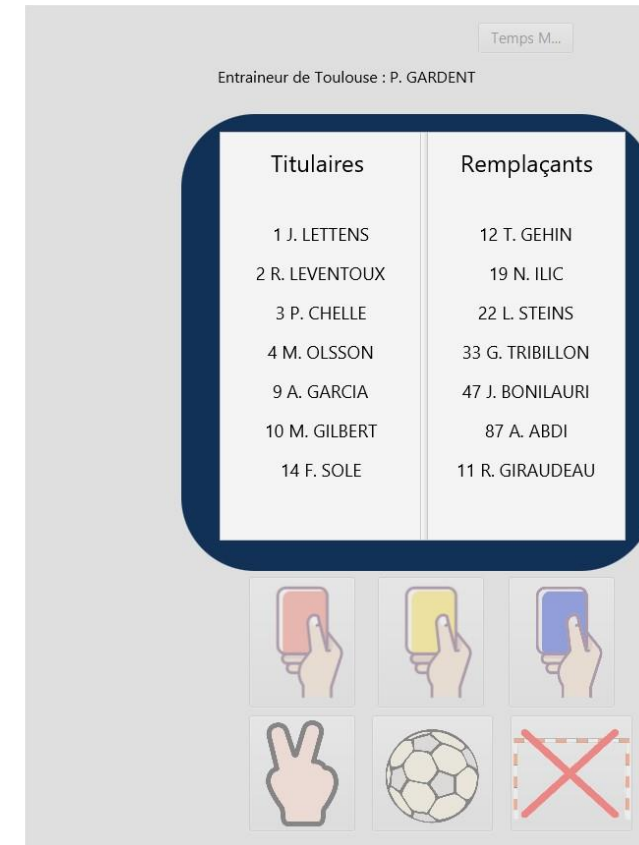 Temps M...
Entraineur de Toulouse : P. GARDENT
Titulaires
1 J. LETTENS
2 R. LEVENTOUX
3 P. CHELLE
4 M. OLSSON
9 A. GARCIA
10 M. GILBERT
14 F. SOLE
Remplaçants
12 T. GEHIN
19 N. ILIC
22 L. STEINS
33 G. TRIBILLON
47 J. BONILAURI
87 A. ABDI
11 R. GIRAUDEAU